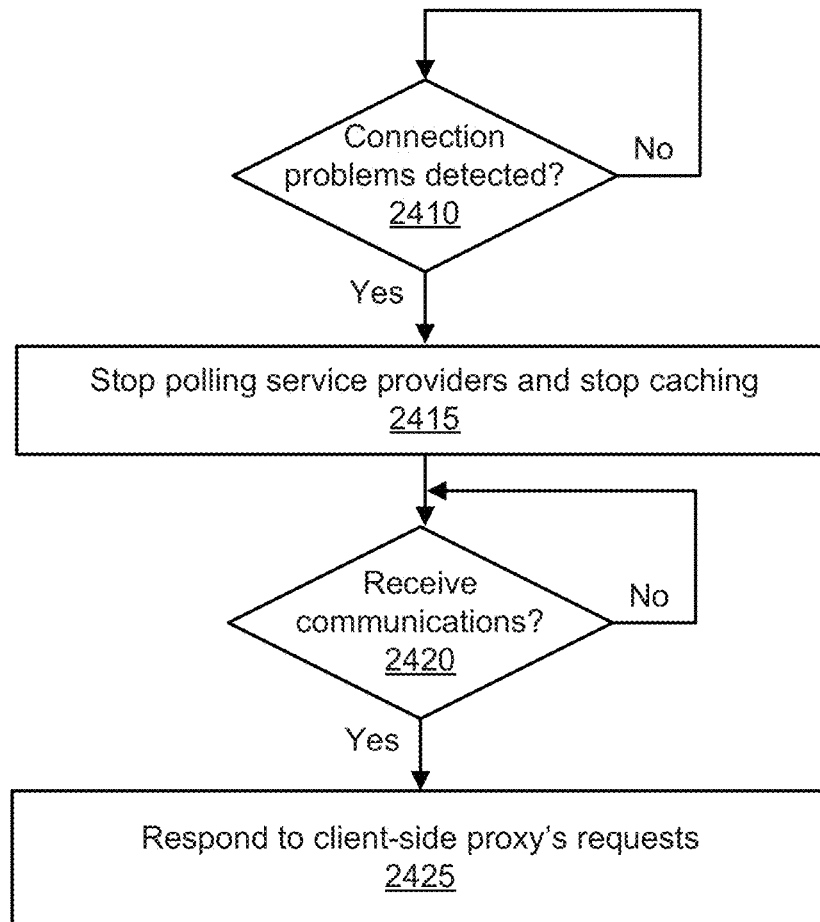 Connection
problems detected?
2410
No
Yes
Stop polling service providers and stop caching
2415
Receive
communications?
2420
No
Yes
Respond to client-side proxy's requests
2425